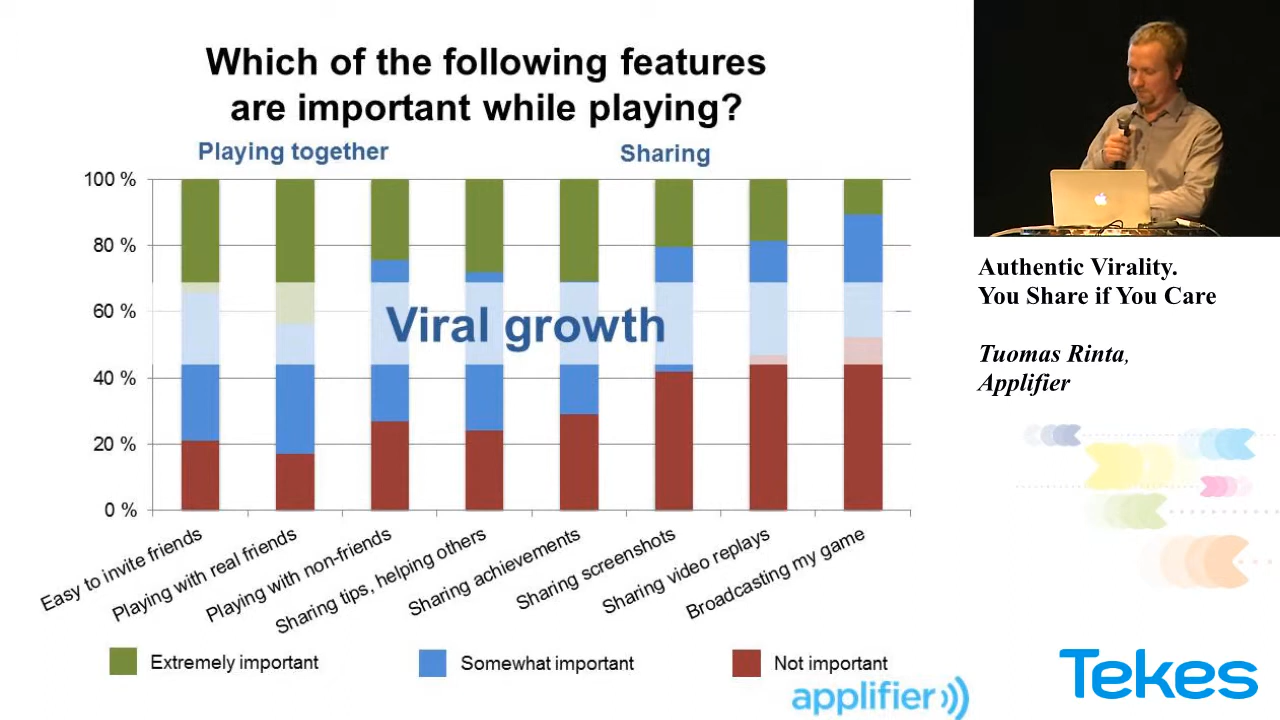 Which of the following features
are important while playing?
Playing together
Sharing
100 %
80 %
60 %
40 %
20 %
0 %
Viral growth
Easy to invite friends
Playing with real friends
Playing with non-friends
Sharing tips, helping others
Sharing achievements
Sharing screenshots
Sharing video replays
Broadcasting my game
Extremely important
Somewhat important
Not important
applifier
Authentic Virality.
You Share if You Care
Tuomas Rinta,
Applifier
Tekes